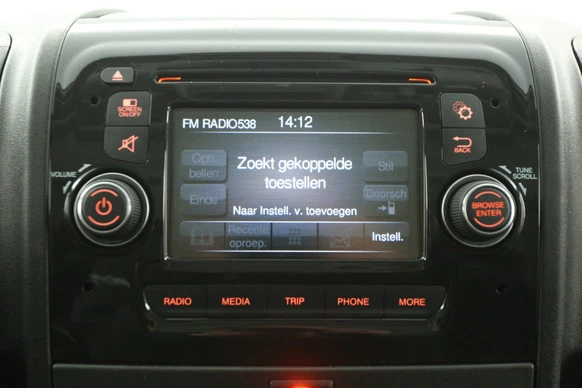 SCREEN
ON/OFF
VOLUME
FM RADIO538 14:12
Opn.
bellen
Zoekt gekoppelde
toestellen
Stil
Einde
Doorsch
Naar Instell. v. toevoegen
Recente
oproep.
Instell.
BACK
TUNE
SCROLL
BROWSE
ENTER
RADIO MEDIA TRIP PHONE MORE